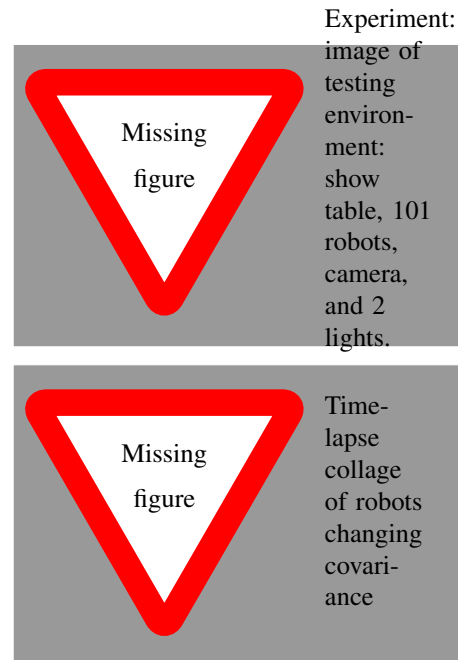 Missing
figure
Experiment:
image of
testing
environ-
ment:
show
table, 101
robots,
camera,
and 2
lights.
Missing
figure
Time-
lapse
collage
of robots
changing
covari-
ance